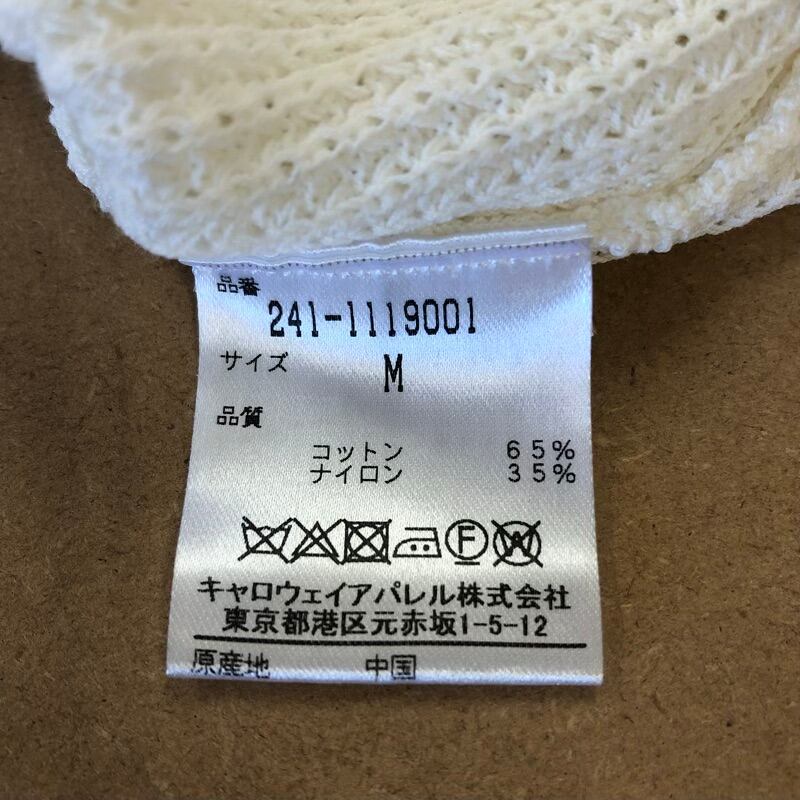 品番
241-1119001
サイズ
M
品質
コットン 65%
ナイロン 35%
F W
キャロウェイアパレル株式会社
東京都港区元赤坂1-5-12
原産地 中国